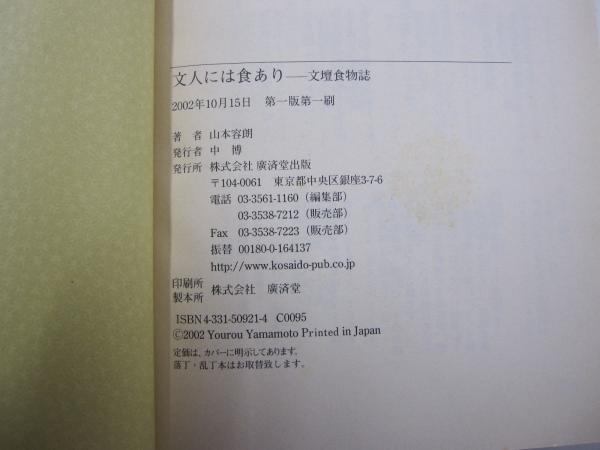 文人には食あり――文壇食物誌
2002年10月15日 第一版第一刷
著 者 山本容朗
発行者 中 博
発行所 株式会社 廣済堂出版
〒104-0061 東京都中央区銀座3-7-6
電話 03-3561-1160（編集部）
03-3538-7212（販売部）
Fax 03-3538-7223（販売部）
振替 00180-0-164137
http://www.kosaido-pub.co.jp
印刷所
製本所 株式会社 廣済堂
ISBN4-331-50921-4 C0095
©2002 Yourou Yamamoto Printed in Japan
定価は、カバーに明示してあります。
落丁・乱丁本はお取替致します。